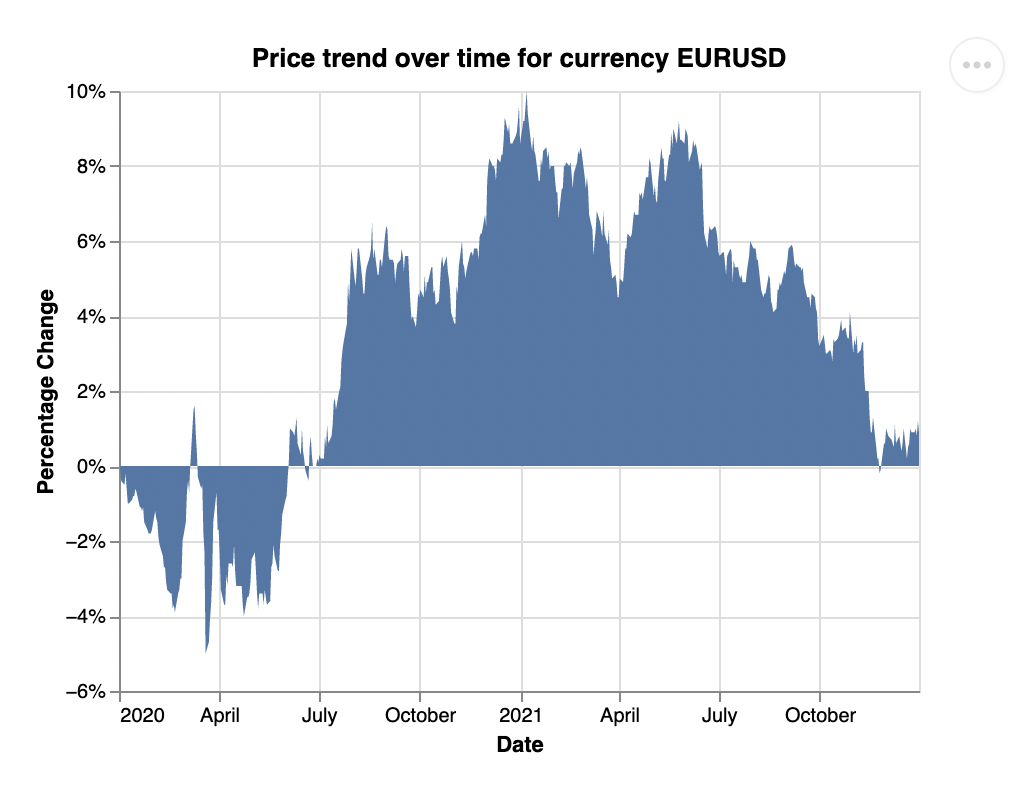 Price trend over time for currency EURUSD
10%
8%
6%
4%
2%
0%
−2%
−4%
−6%
Percentage Change
2020 April July October 2021 April July October
Date